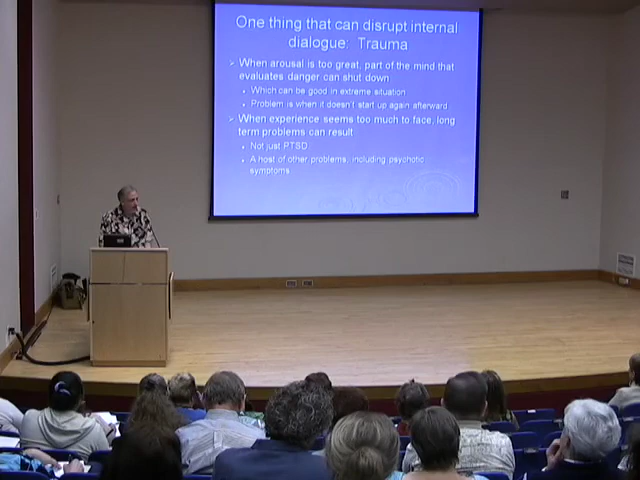 One thing that can disrupt internal
dialogue: Trauma
When arousal is too great, part of the mind that
evaluates danger can shut down
Which can be good in extreme situation
Problem is when it doesn't start up again afterward
When experience seems too much to face, long
term problems can result
Not just PTSD
A host of other problems, including psychotic
symptoms